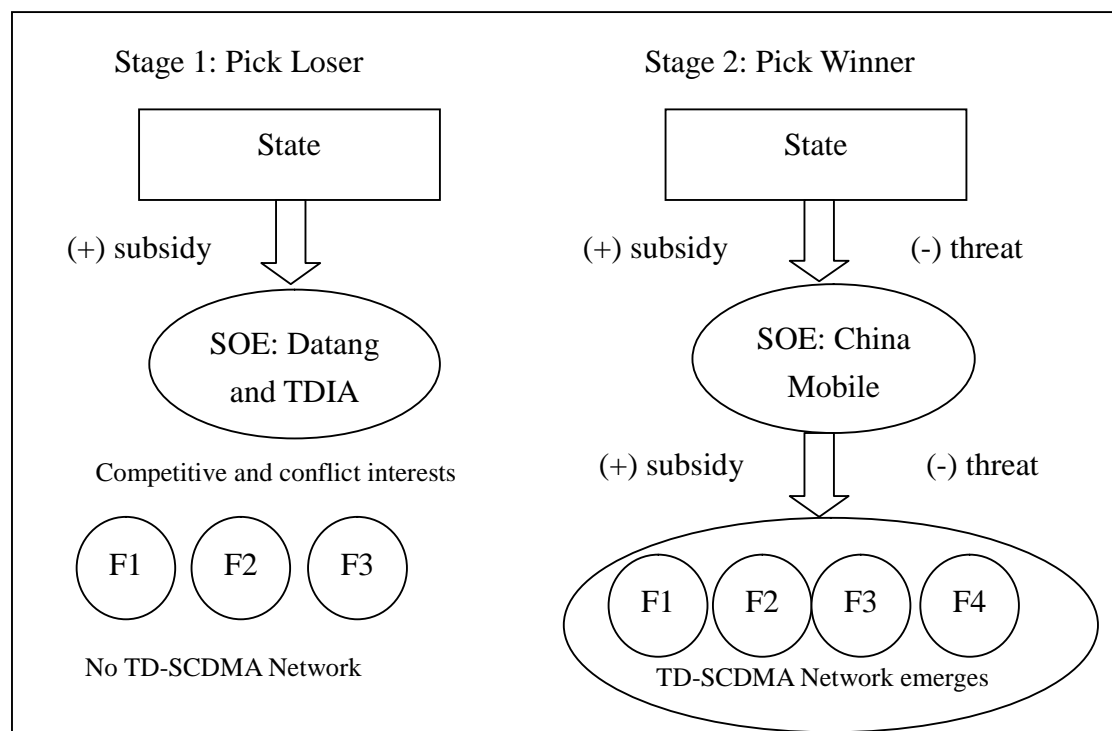 Stage 1: Pick Loser
State
(+) subsidy
SOE: Datang
and TDIA
Competitive and conflict interests
F1
F2
F3
No TD-SCDMA Network
Stage 2: Pick Winner
State
(+) subsidy
(-) threat
SOE: China
Mobile
(+) subsidy
(-) threat
F1
F2
F3
F4
TD-SCDMA Network emerges